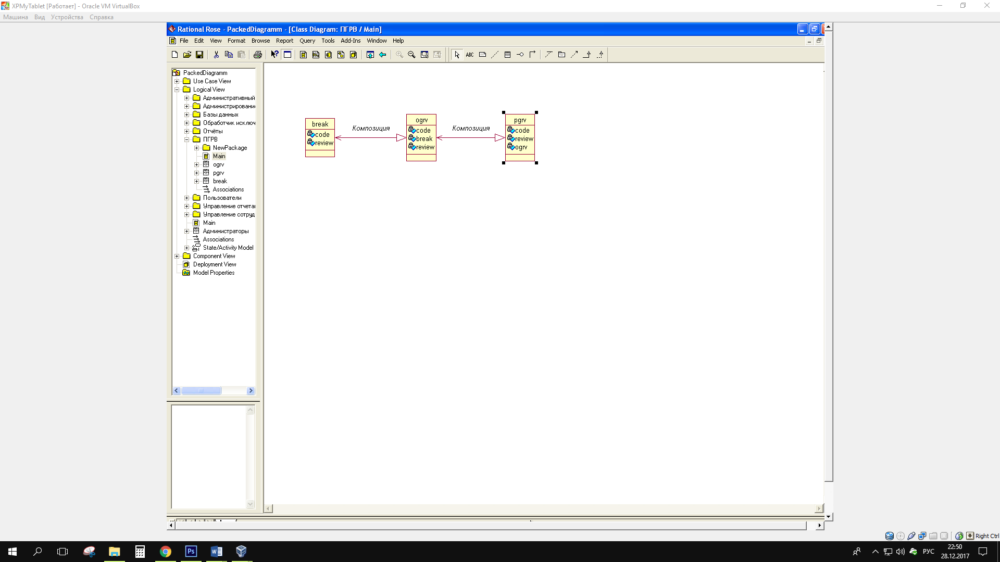 XPMyTablet [Работает] - Oracle VM VirtualBox
Машина Вид Устройства Справка
Rational Rose - PackedDiagramm - [Class Diagram: ПГРВ / Main]
File Edit View Format Browse Report Query Tools Add-Ins Window Help
ABC
PackedDiagramm
Use Case View
Logical View
Административный
Администрировани
Базы данных
Обработчик исключ
Отчёты
ПГРВ
NewPackage
Main
ogrv
pgrv
break
Associations
Пользователи
Управление отчета
Управление сотруд
Main
Администраторы
Associations
State/Activity Model
Component View
Deployment View
Model Properties
break
code
review
Композиция
ogrv
code
break
review
Композиция
pgrv
code
review
ogrv
Right Ctrl
Ps
РУС
22:50
28.12.2017